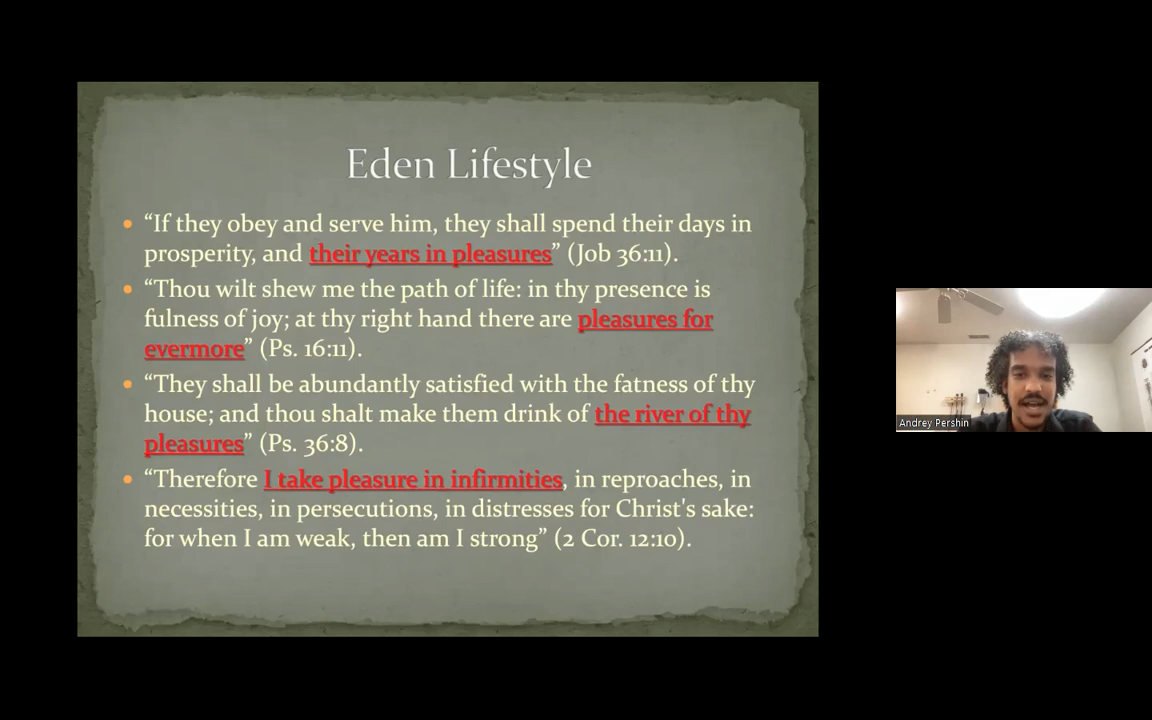 Eden Lifestyle
• “If they obey and serve him, they shall spend their days in
prosperity, and their years in pleasures” (Job 36:11).
• “Thou wilt shew me the path of life: in thy presence is
fulness of joy; at thy right hand there are pleasures for
evermore” (Ps. 16:11).
• “They shall be abundantly satisfied with the fatness of thy
house; and thou shalt make them drink of the river of thy
pleasures” (Ps. 36:8).
• “Therefore I take pleasure in infirmities, in reproaches, in
necessities, in persecutions, in distresses for Christ's sake:
for when I am weak, then am I strong” (2 Cor. 12:10).
Andrey Pershin